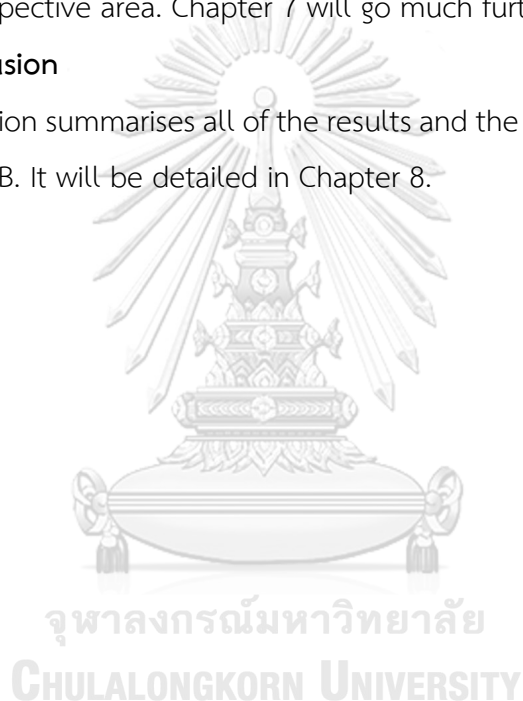 pective area. Chapter 7 will go much furt
usion
ion summarises all of the results and the
B. It will be detailed in Chapter 8.
จุฬาลงกรณ์มหาวิทยาลัย
CHULALONGKORN UNIVERSITY